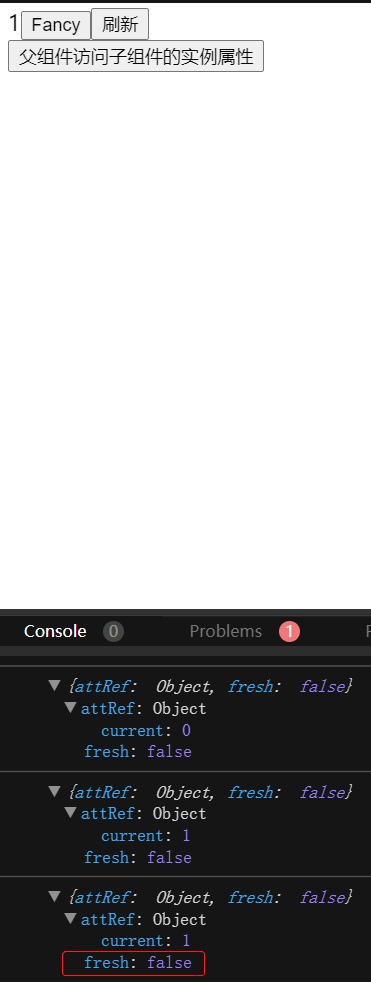 1 Fancy 刷新
父组件访问子组件的实例属性
Console 0 Problems 1
▼ {attRef: Object, fresh: false}
▼ attRef: Object
current: 0
fresh: false
▼ {attRef: Object, fresh: false}
▼ attRef: Object
current: 1
fresh: false
▼ {attRef: Object, fresh: false}
▼ attRef: Object
current: 1
fresh: false